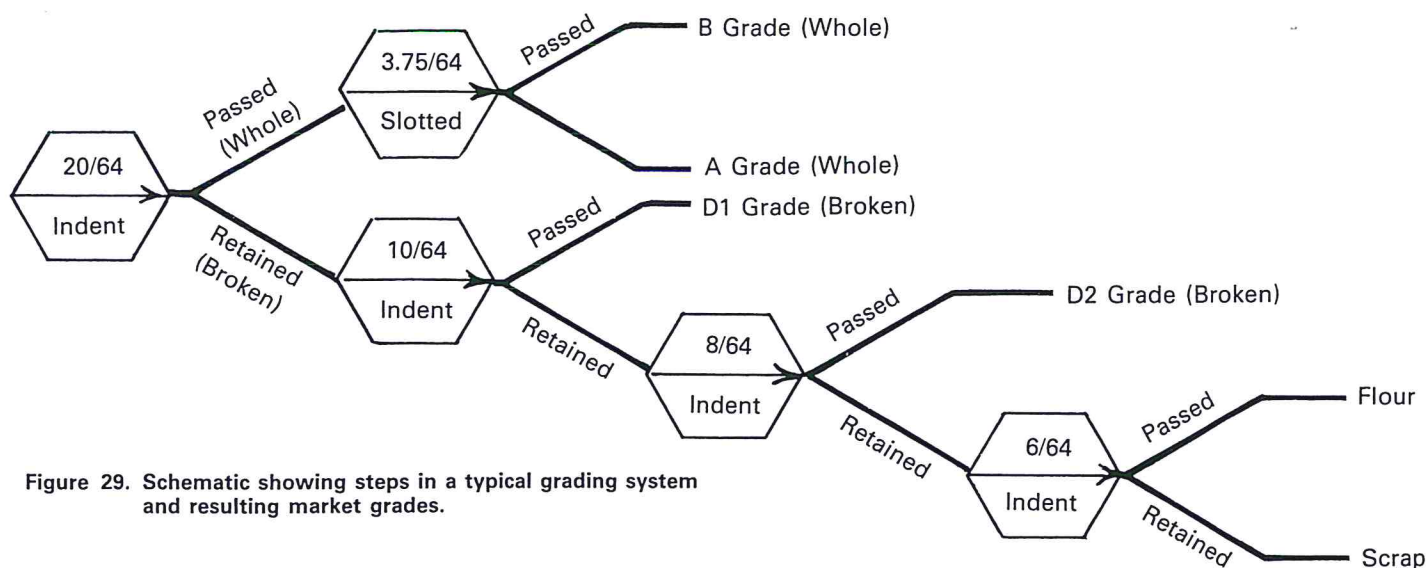 Passed
B Grade (Whole)
3.75/64
Slotted
Passed
(Whole)
A Grade (Whole)
20/64
Indent
Retained
(Broken)
Passed
D1 Grade (Broken)
10/64
Indent
Retained
Passed
D2 Grade (Broken)
8/64
Indent
Retained
Passed
Flour
6/64
Indent
Retained
Scrap
Figure 29. Schematic showing steps in a typical grading system
and resulting market grades.